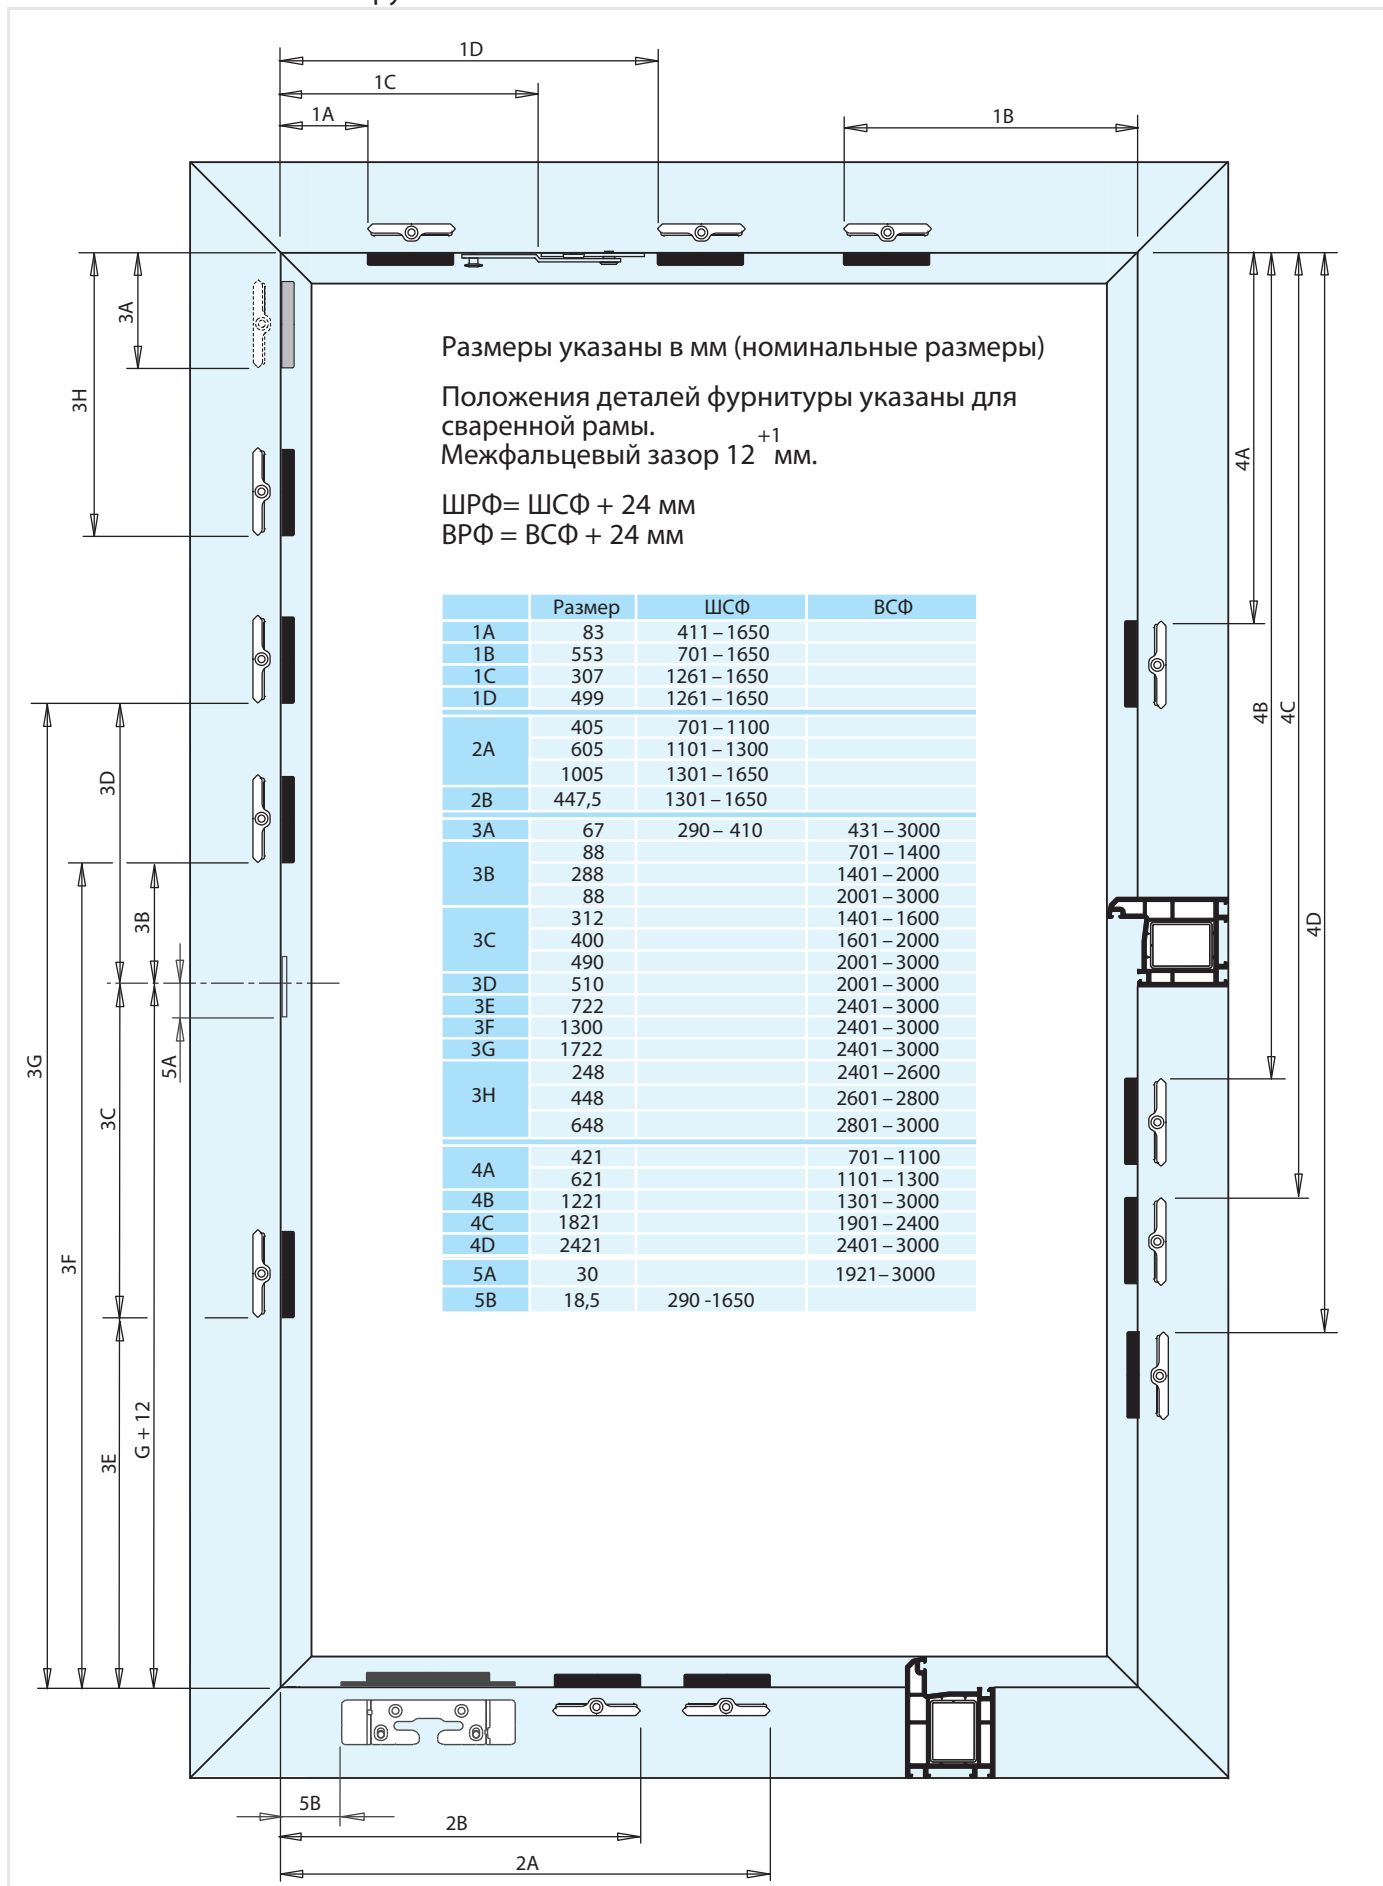 1D
1C
1A
1B
3A
3H
4A
4B
4C
4D
3D
3B
3G
5A
3C
3F
3E
G + 12
Размеры указаны в мм (номинальные размеры)
Положения деталей фурнитуры указаны для
сваренной рамы.
Межфальцевый зазор 12 +1 мм.
ШРФ= ШСФ + 24 мм
ВРФ = ВСФ + 24 мм
Размер ШСФ ВСФ
1A 83 411 – 1650
1B 553 701 – 1650
1C 307 1261 – 1650
1D 499 1261 – 1650
2A 405 701 – 1100
605 1101 – 1300
1005 1301 – 1650
2B 447,5 1301 – 1650
3A 67 290 – 410 431 – 3000
3B 88 701 – 1400
288 1401 – 2000
88 2001 – 3000
3C 312 1401 – 1600
400 1601 – 2000
490 2001 – 3000
3D 510 2001 – 3000
3E 722 2401 – 3000
3F 1300 2401 – 3000
3G 1722 2401 – 3000
3H 248 2401 – 2600
448 2601 – 2800
648 2801 – 3000
4A 421 701 – 1100
621 1101 – 1300
4B 1221 1301 – 3000
4C 1821 1901 – 2400
4D 2421 2401 – 3000
5A 30 1921– 3000
5B 18,5 290 -1650
5B
2B
2A